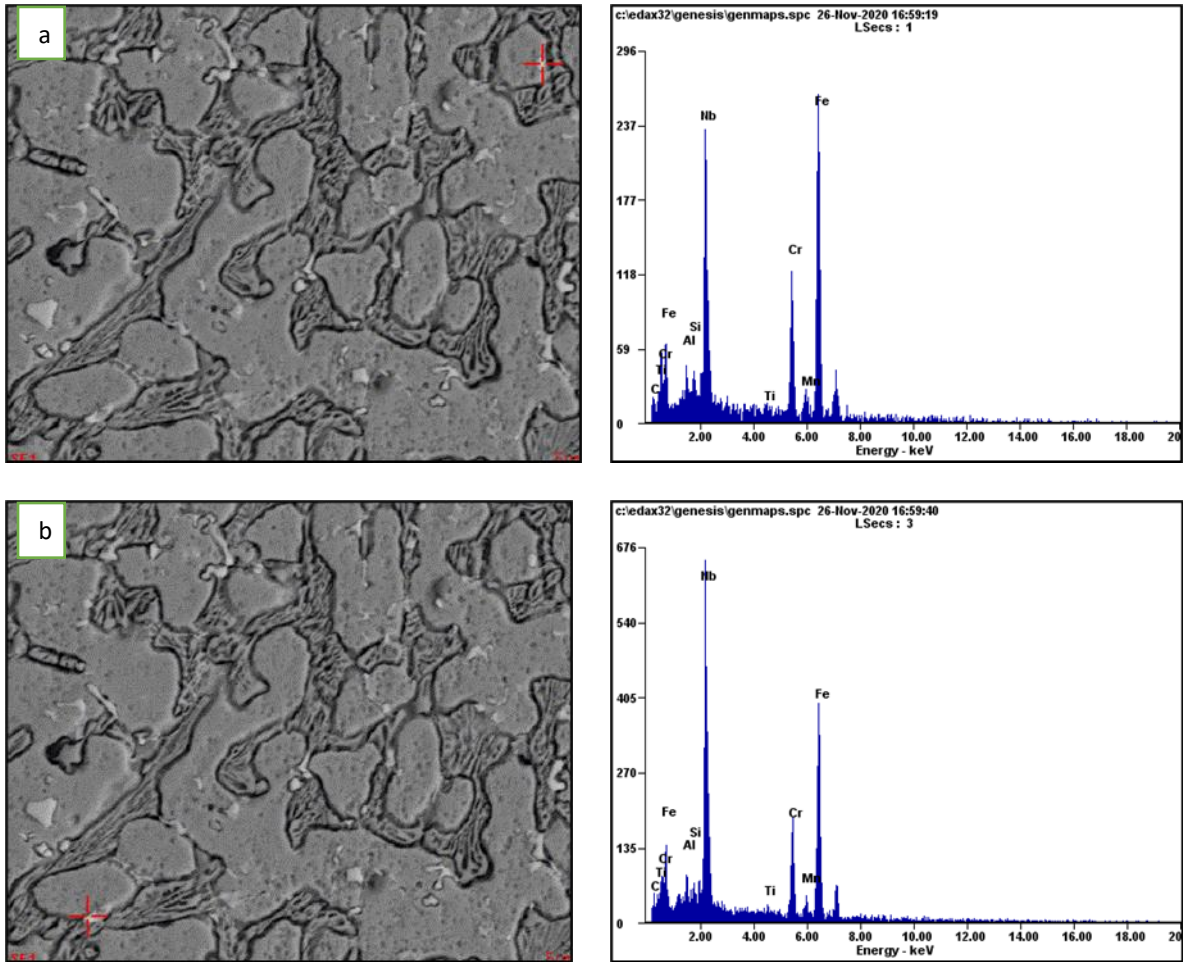 a
c:\edax32\genesis\genmaps.spc 26-Nov-2020 16:59:19
LSecs : 1
296
237
177
118
59
0
Nb
Fe
Cr
Fe
Si
Al
Cr
Ti
C
Ti
Mn
2.00 4.00 6.00 8.00 10.00 12.00 14.00 16.00 18.00 20
Energy - keV
SE1
b
c:\edax32\genesis\genmaps.spc 26-Nov-2020 16:59:40
LSecs : 3
676
540
405
270
135
0
Nb
Fe
Cr
Fe
Si
Al
Cr
Ti
C
Ti
Mn
2.00 4.00 6.00 8.00 10.00 12.00 14.00 16.00 18.00 20
Energy - keV